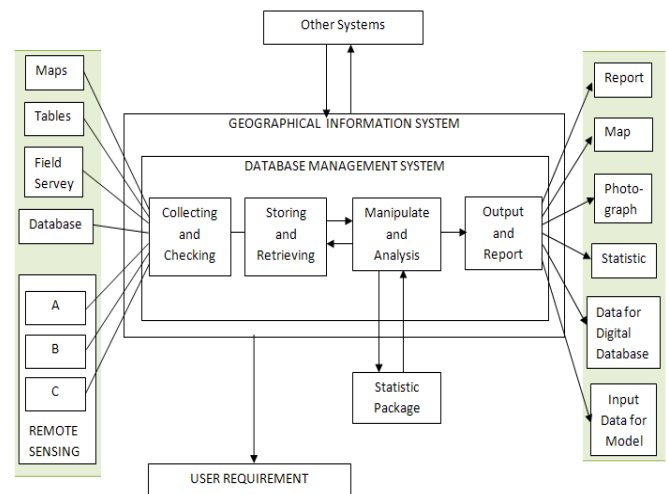 Other Systems
Maps
Tables
Field
Servey
Database
A
B
C
REMOTE
SENSING
GEOGRAPHICAL INFORMATION SYSTEM
DATABASE MANAGEMENT SYSTEM
Collecting
and
Checking
Storing
and
Retrieving
Manipulate
and
Analysis
Output
and
Report
Statistic
Package
USER REQUIREMENT
Report
Map
Photo-
graph
Statistic
Data for
Digital
Database
Input
Data for
Model